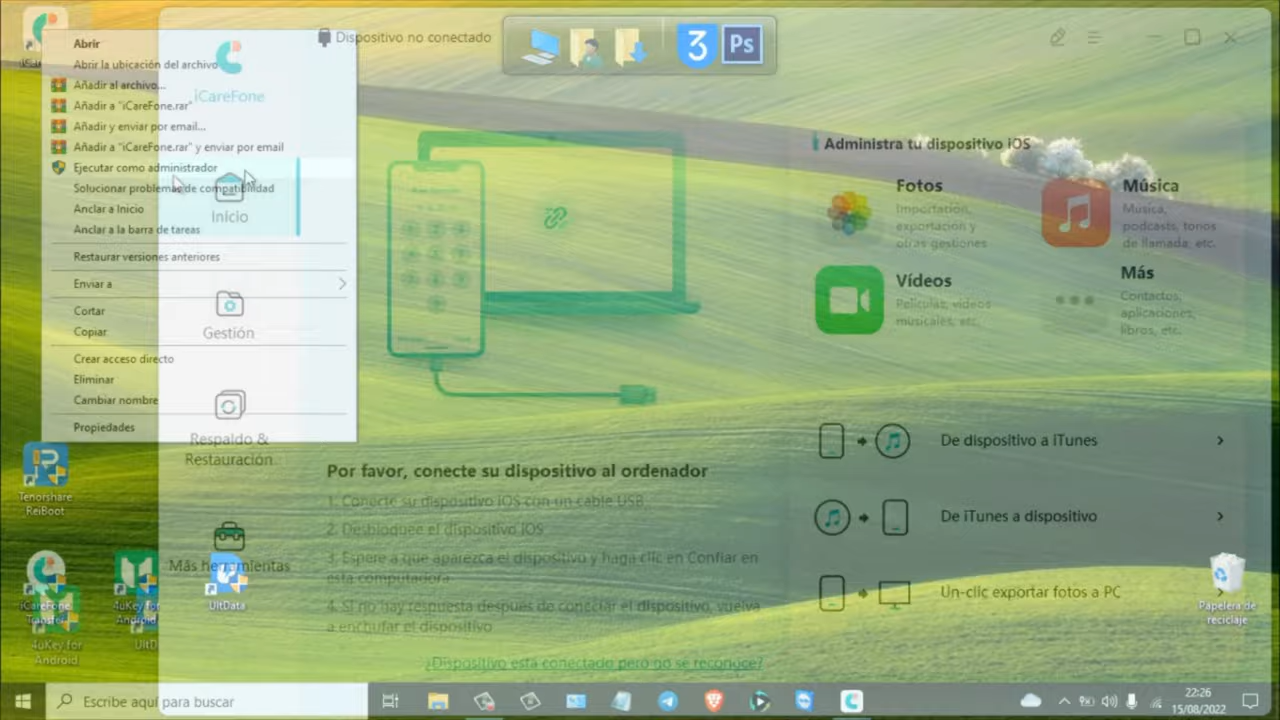 Abrir
Abrir la ubicación del archivo
Añadir al archivo...
Añadir a "iCareFone.rar"
Añadir y enviar por email...
Añadir a "iCareFone.rar" y enviar por email
Ejecutar como administrador
Solucionar problemas de compatibilidad
Anclar a Inicio
Anclar a la barra de tareas
Restaurar versiones anteriores
Enviar a
Cortar
Copiar
Crear acceso directo
Eliminar
Cambiar nombre
Propiedades
iCareFone
Inicio
Gestión
Respaldo &
Restauración
Más herramientas
Dispositivo no conectado
3
Ps
Por favor, conecte su dispositivo al ordenador
1. Conecte su dispositivo iOS con un cable USB.
2. Desbloquee el dispositivo iOS
3. Espere a que aparezca el dispositivo y haga clic en Confiar en
esta computadora
4. Si no hay respuesta después de conectar el dispositivo, vuelva
a enchufar el dispositivo
¿Dispositivo está conectado pero no se reconoce?
Administra tu dispositivo iOS
Fotos
Importación,
exportación y
otras gestiones
Música
Música,
podcasts, tonos
de llamada, etc.
Vídeos
Películas, vídeos
musicales, etc.
Más
Contactos,
aplicaciones,
libros, etc.
De dispositivo a iTunes
De iTunes a dispositivo
Un-clic exportar fotos a PC
Tenorshare
ReiBoot
iCareFone
Transfer
4uKey for
Android
UltData
4uKey for
Android
UltD
Papelera de
reciclaje
Escribe aquí para buscar
22:26
15/08/2022